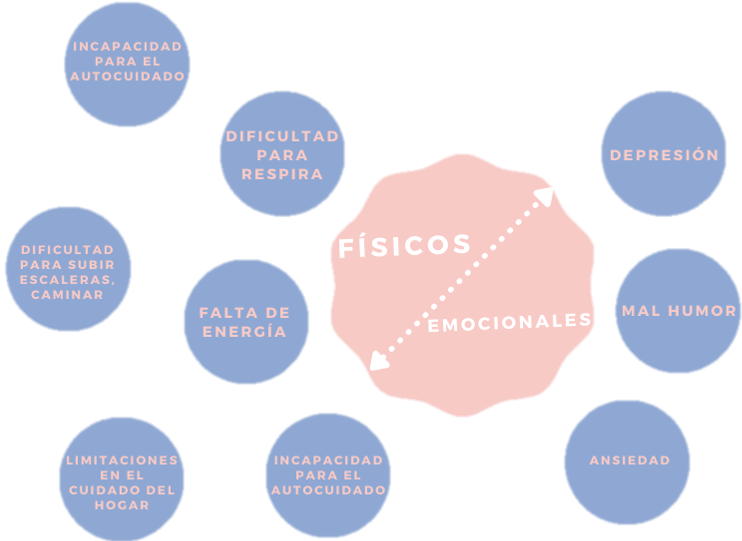 INCAPACIDAD
PARA EL
AUTOCUIDADO
DIFICULTAD
PARA
RESPIRA
DEPRESIÓN
FÍSICOS
DIFICULTAD
PARA SUBIR
ESCALERAS,
CAMINAR
FALTA DE
ENERGÍA
EMOCIONALES
MAL HUMOR
LIMITACIONES
EN EL
CUIDADO DEL
HOGAR
INCAPACIDAD
PARA EL
AUTOCUIDADO
ANSIEDAD